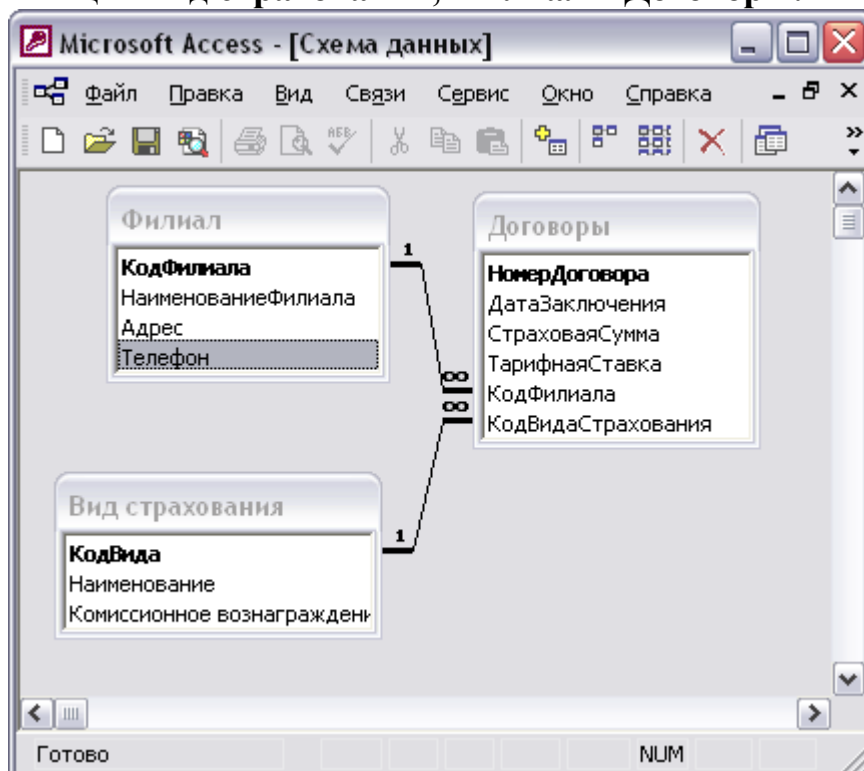 Microsoft Access - [Схема данных]
Файл Правка Вид Связи Сервис Окно Справка
Филиал
КодФилиала
НаименованиеФилиала
Адрес
Телефон
1
∞
∞
Договоры
НомерДоговора
ДатаЗаключения
СтраховаяСумма
ТарифнаяСтавка
КодФилиала
КодВидаСтрахования
Вид страхования
КодВида
Наименование
Комиссионное вознаграждени
1
Готово NUM